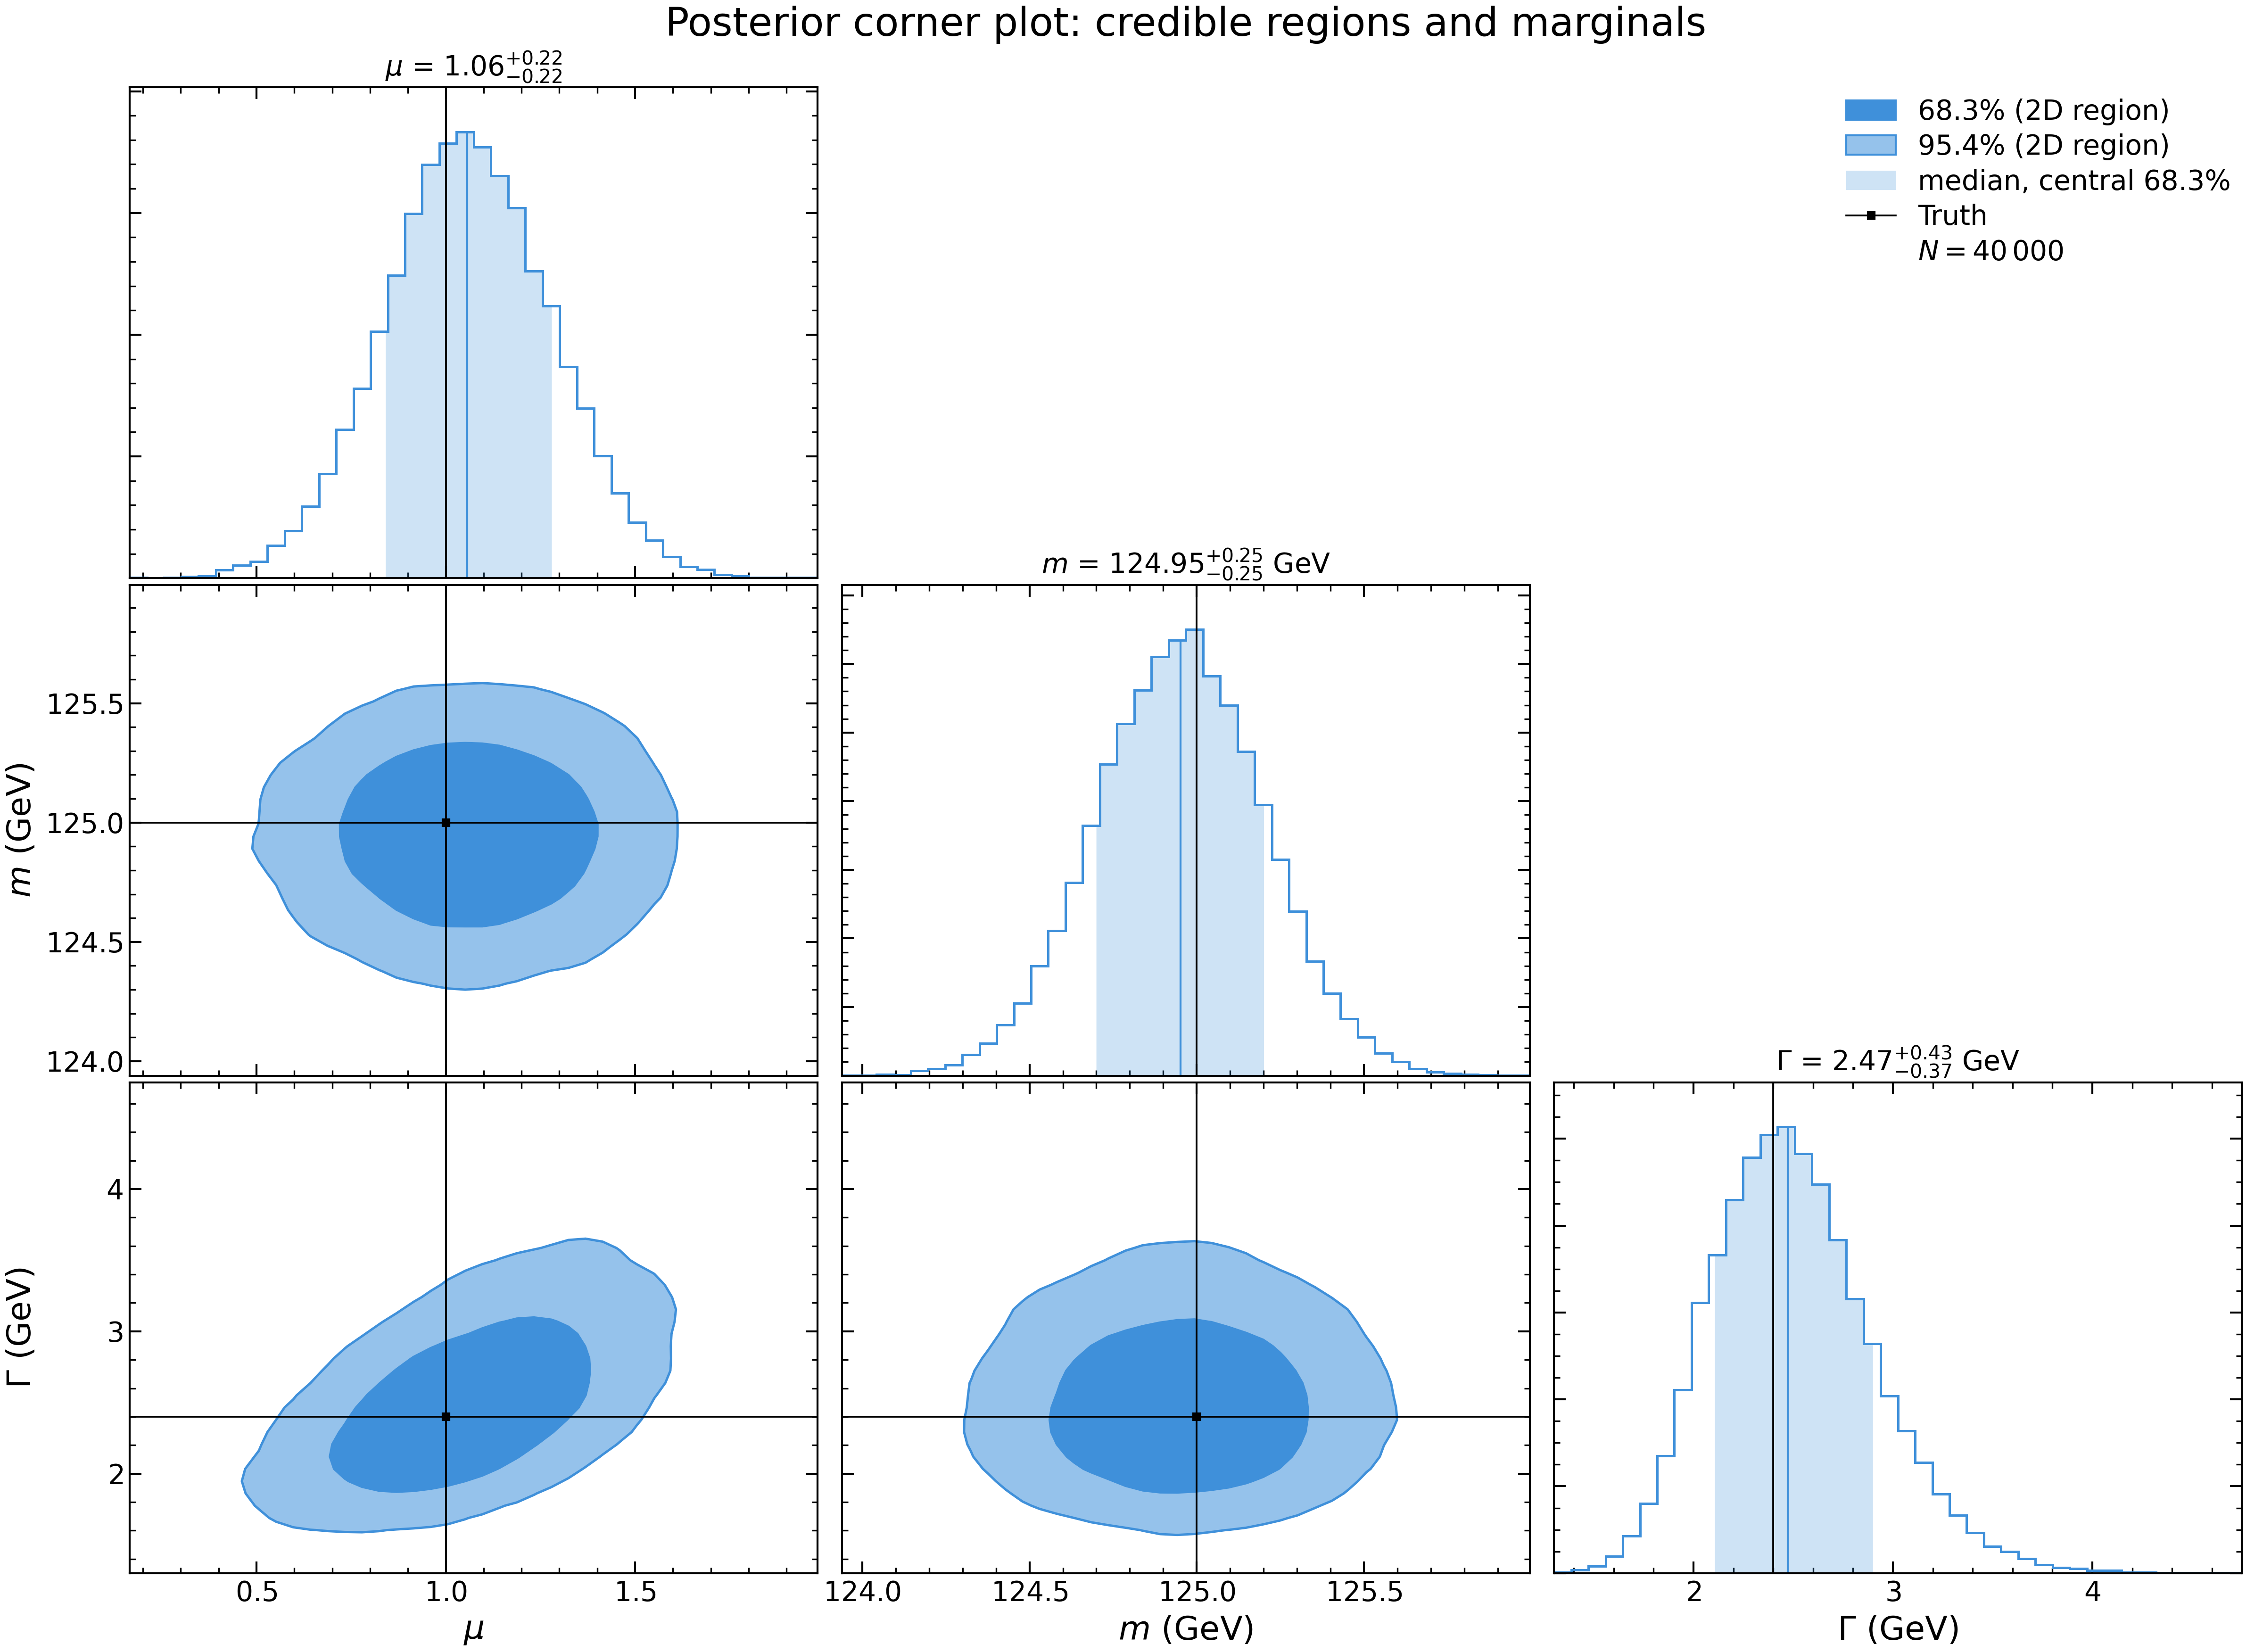 Posterior corner plot: credible regions and marginals
μ = 1.06 +0.22 −0.22
68.3% (2D region)
95.4% (2D region)
median, central 68.3%
Truth
N = 40 000
m = 124.95 +0.25 −0.25 GeV
125.5
125.0
124.5
124.0
m (GeV)
Γ = 2.47 +0.43 −0.37 GeV
4
3
2
Γ (GeV)
0.5 1.0 1.5
124.0 124.5 125.0 125.5
2 3 4
μ
m (GeV)
Γ (GeV)